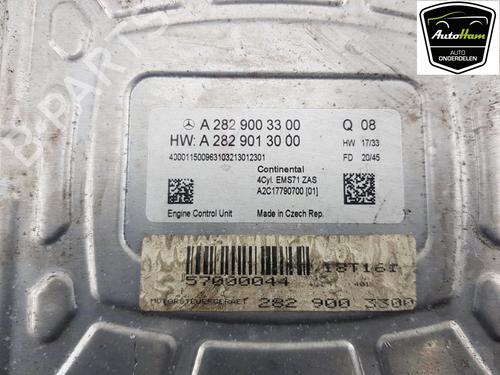 AutoHam
AUTO
ONDERDELEN
B-PARTS
A 282 900 33 00 Q 08
HW: A 282 901 30 00 HW 17/33
400011500963103213012301 FD 20/45
Continental
4Cyl. EMS71 ZAS
A2C17790700 [01]
Engine Control Unit Made in Czech Rep.
18T16I
57000044 401
MOTORSTEUERGERAET 282 900 3300